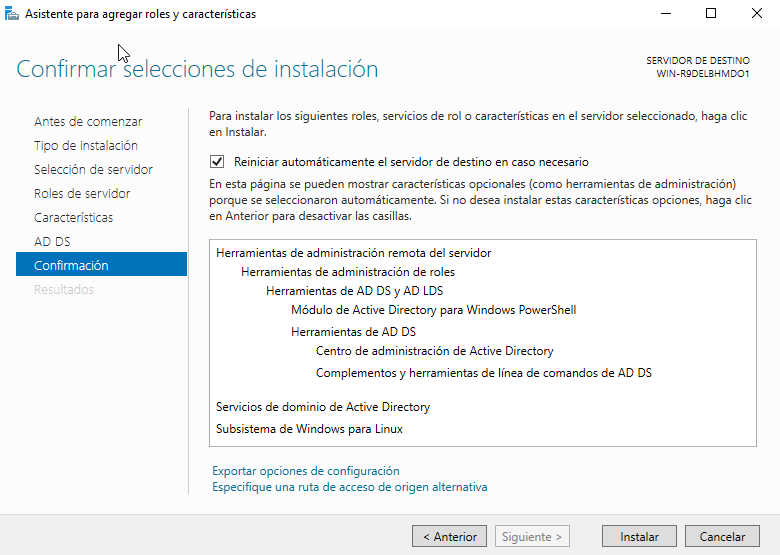 Asistente para agregar roles y características
Confirmar selecciones de instalación
SERVIDOR DE DESTINO
WIN-R9DELBHMDO1
Antes de comenzar
Tipo de instalación
Selección de servidor
Roles de servidor
Características
AD DS
Confirmación
Resultados
Para instalar los siguientes roles, servicios de rol o características en el servidor seleccionado, haga clic
en Instalar.
Reiniciar automáticamente el servidor de destino en caso necesario
En esta página se pueden mostrar características opcionales (como herramientas de administración)
porque se seleccionaron automáticamente. Si no desea instalar estas características opciones, haga clic
en Anterior para desactivar las casillas.
Herramientas de administración remota del servidor
Herramientas de administración de roles
Herramientas de AD DS y AD LDS
Módulo de Active Directory para Windows PowerShell
Herramientas de AD DS
Centro de administración de Active Directory
Complementos y herramientas de línea de comandos de AD DS
Servicios de dominio de Active Directory
Subsistema de Windows para Linux
Exportar opciones de configuración
Especifique una ruta de acceso de origen alternativa
< Anterior
Siguiente >
Instalar
Cancelar